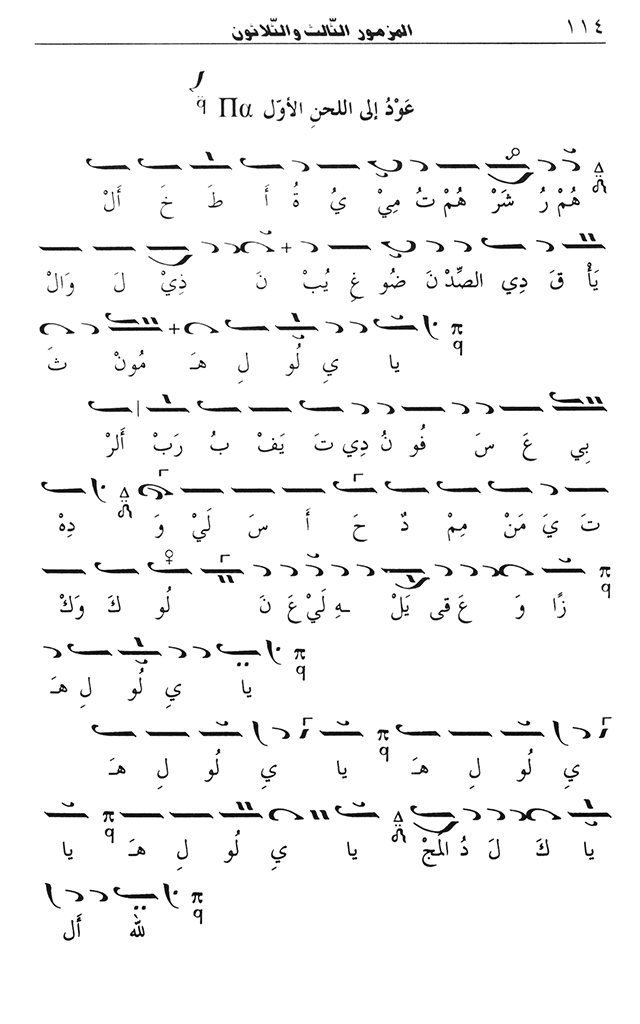 ١١٤ المزمور الثّالث والثّلاثون
عَوْدُ إلى اللحنِ الأوّل Πα
أَلْ خَ طَ أَ ةُ يُ مِيْ تُ هُمْ شَرْ رُ هُمْ
وَالْ لَ ذِيْ نَ يُبْ غِ ضُو نَ الصِّدْ دِي قَ يَأْ
ثَ مُونْ هَـ لِ لُو يِ يا
أَلرْ رَبْ بُ يَفْ تَ دِي نُ فُو سَ عَ بِي
دِهْ وَ لَيْ سَ أَ حَ دٌ مِمْ مَنْ يَ تَ
وَكْ كَ لُو نَ عَ لَيْ ـهِ يَلْ قى عَ وَ زًا
هَـ لِ لُو يِ يا
هَـ لِ لُو يِ يا هَـ لِ لُو يِ
يا هَـ لِ لُو يِ يا المَجْ دُ لَ كَ يا
أَل لله